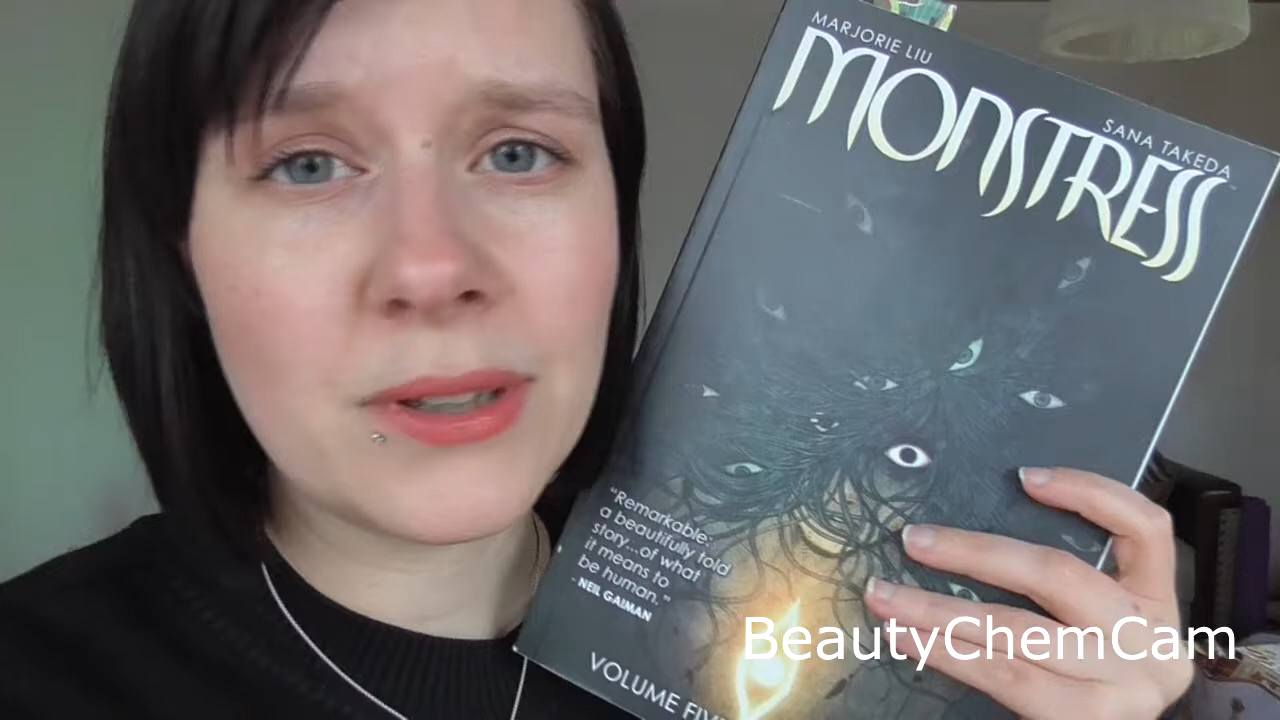 MARJORIE LIU
MONSTRESS
SANA TAKEDA
"Remarkable...
a beautifully told
story...of what
it means to
be human."
- NEIL GAIMAN
VOLUME FIVE
BeautyChemCam